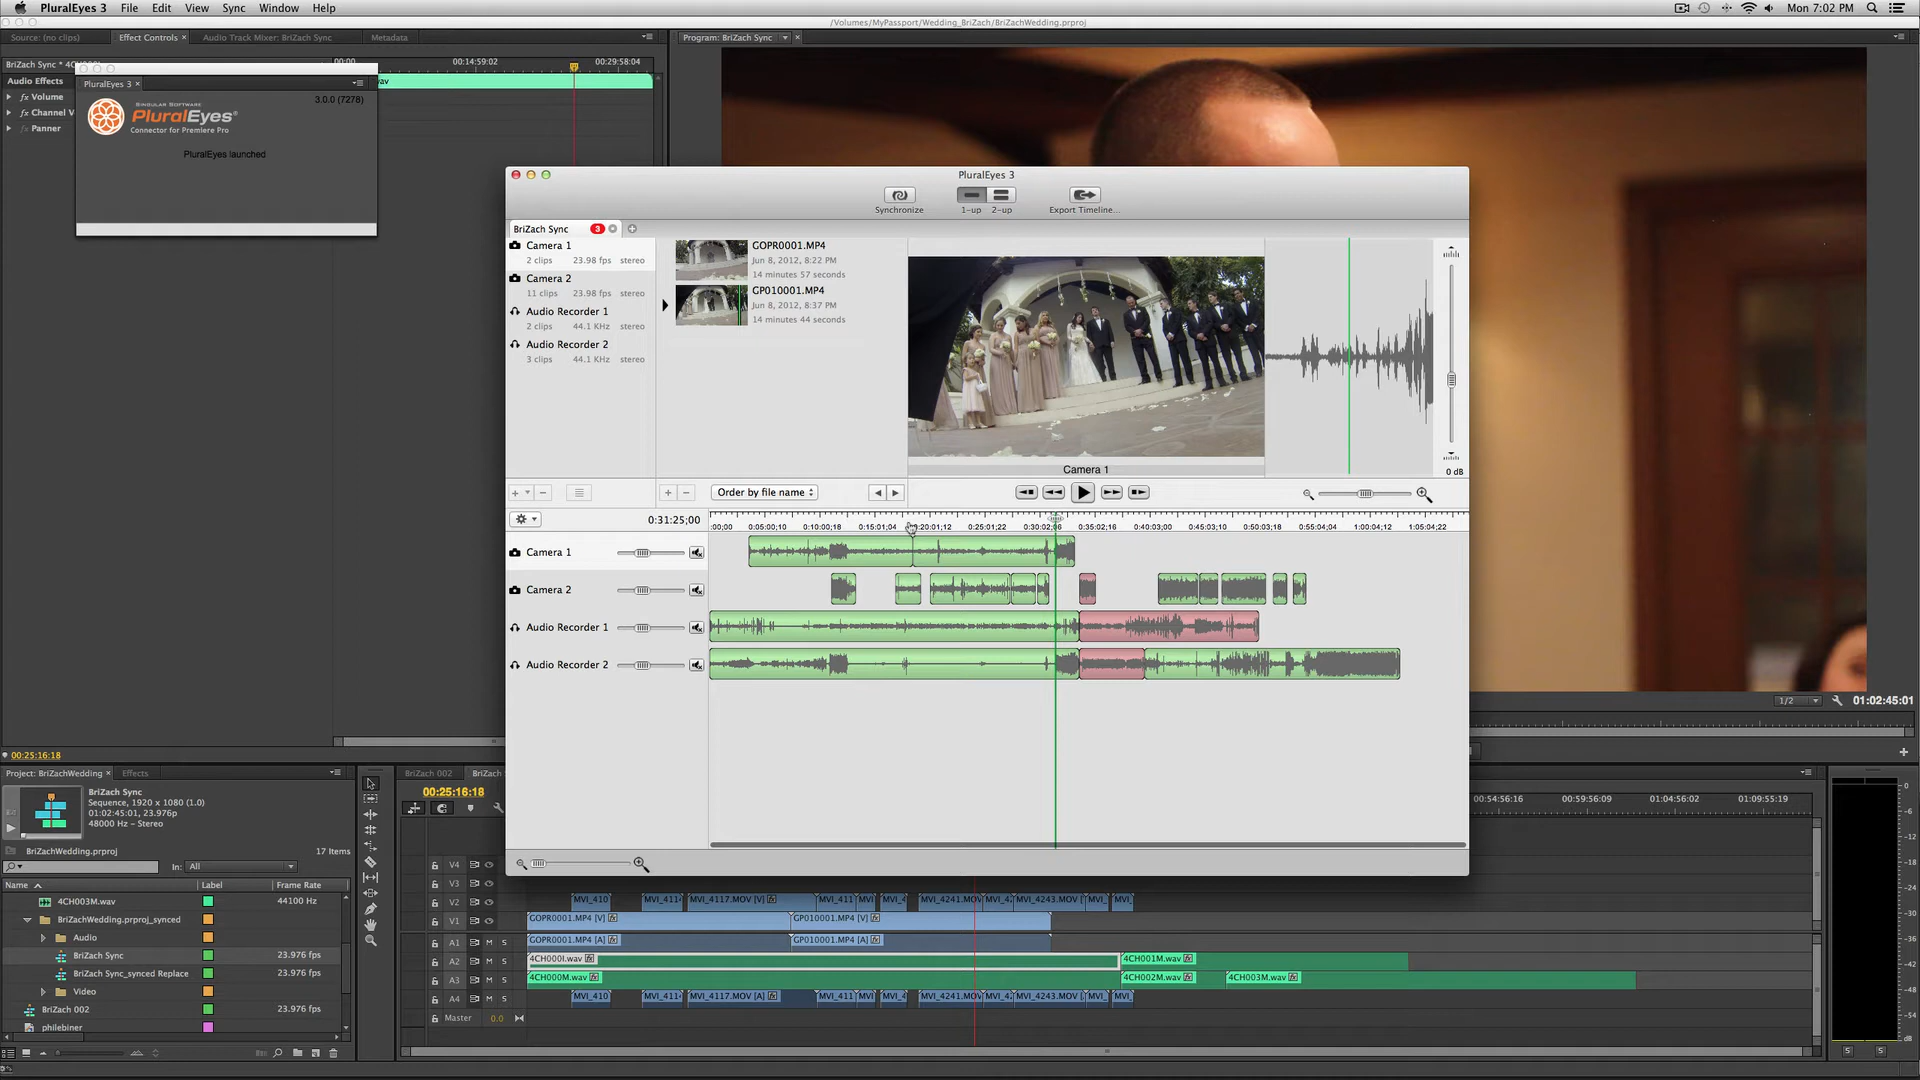 PluralEyes 3 File Edit View Sync Window Help
Mon 7:02 PM
/Volumes/MyPassport/Wedding_BriZach/BriZachWedding.prproj
Source: (no clips) Effect Controls Audio Track Mixer: BriZach Sync Metadata
Program: BriZach Sync
BriZach Sync * 4CH
00:00 00:14:59:02 00:29:58:04
Audio Effects
fx Volume
fx Channel V
fx Panner
PluralEyes 3
3.0.0 (7278)
SINGULAR SOFTWARE
PluralEyes
Connector for Premiere Pro
PluralEyes launched
PluralEyes 3
Synchronize 1-up 2-up Export Timeline...
BriZach Sync 3
Camera 1
2 clips 23.98 fps stereo
Camera 2
11 clips 23.98 fps stereo
Audio Recorder 1
2 clips 44.1 KHz stereo
Audio Recorder 2
3 clips 44.1 KHz stereo
GOPR0001.MP4
Jun 8, 2012, 8:22 PM
14 minutes 57 seconds
GP010001.MP4
Jun 8, 2012, 8:37 PM
14 minutes 44 seconds
Camera 1
0 dB
Order by file name
0:31:25;00
:00;00 0:05:00;10 0:10:00;18 0:15:01;04 0:20:01;12 0:25:01;22 0:30:02;06 0:35:02;16 0:40:03;00 0:45:03;10 0:50:03;18 0:55:04;04 1:00:04;12 1:05:04;22
Camera 1
Camera 2
Audio Recorder 1
Audio Recorder 2
1/2 01:02:45:01
00:25:16:18
Project: BriZachWedding Effects
BriZach Sync
Sequence, 1920 x 1080 (1.0)
01:02:45:01, 23.976p
48000 Hz - Stereo
BriZachWedding.prproj 17 Items
In: All
Name Label Frame Rate
4CH003M.wav 44100 Hz
BriZachWedding.prproj_synced
Audio
BriZach Sync 23.976 fps
BriZach Sync_synced Replace 23.976 fps
Video
BriZach 002 23.976 fps
philebiner
BriZach 002 BriZach
00:25:16:18
00:54:56:16 00:59:56:09 01:04:56:02 01:09:55:19
V4
V3
V2 MVI_410 MVI_411 MVI_4117.MOV [V] MVI_411 MVI MVI_4 MVI_4241.MOV MVI_4 MVI_4243.MOV MVI_4 MVI_
V1 GOPR0001.MP4 [V] GP010001.MP4 [V]
A1 M S GOPR0001.MP4 [A] GP010001.MP4 [A]
A2 M S 4CH000I.wav 4CH001M.wav
A3 M S 4CH000M.wav 4CH002M.wav 4CH003M.wav
A4 M S MVI_410 MVI_411 MVI_4117.MOV [A] MVI_411 MVI MVI_4 MVI_4241.MOV MVI_4 MVI_4243.MOV [ MVI_4 MVI_
Master 0.0
0
-6
-12
-18
-24
-30
-36
-42
-48
-54
dB
S S